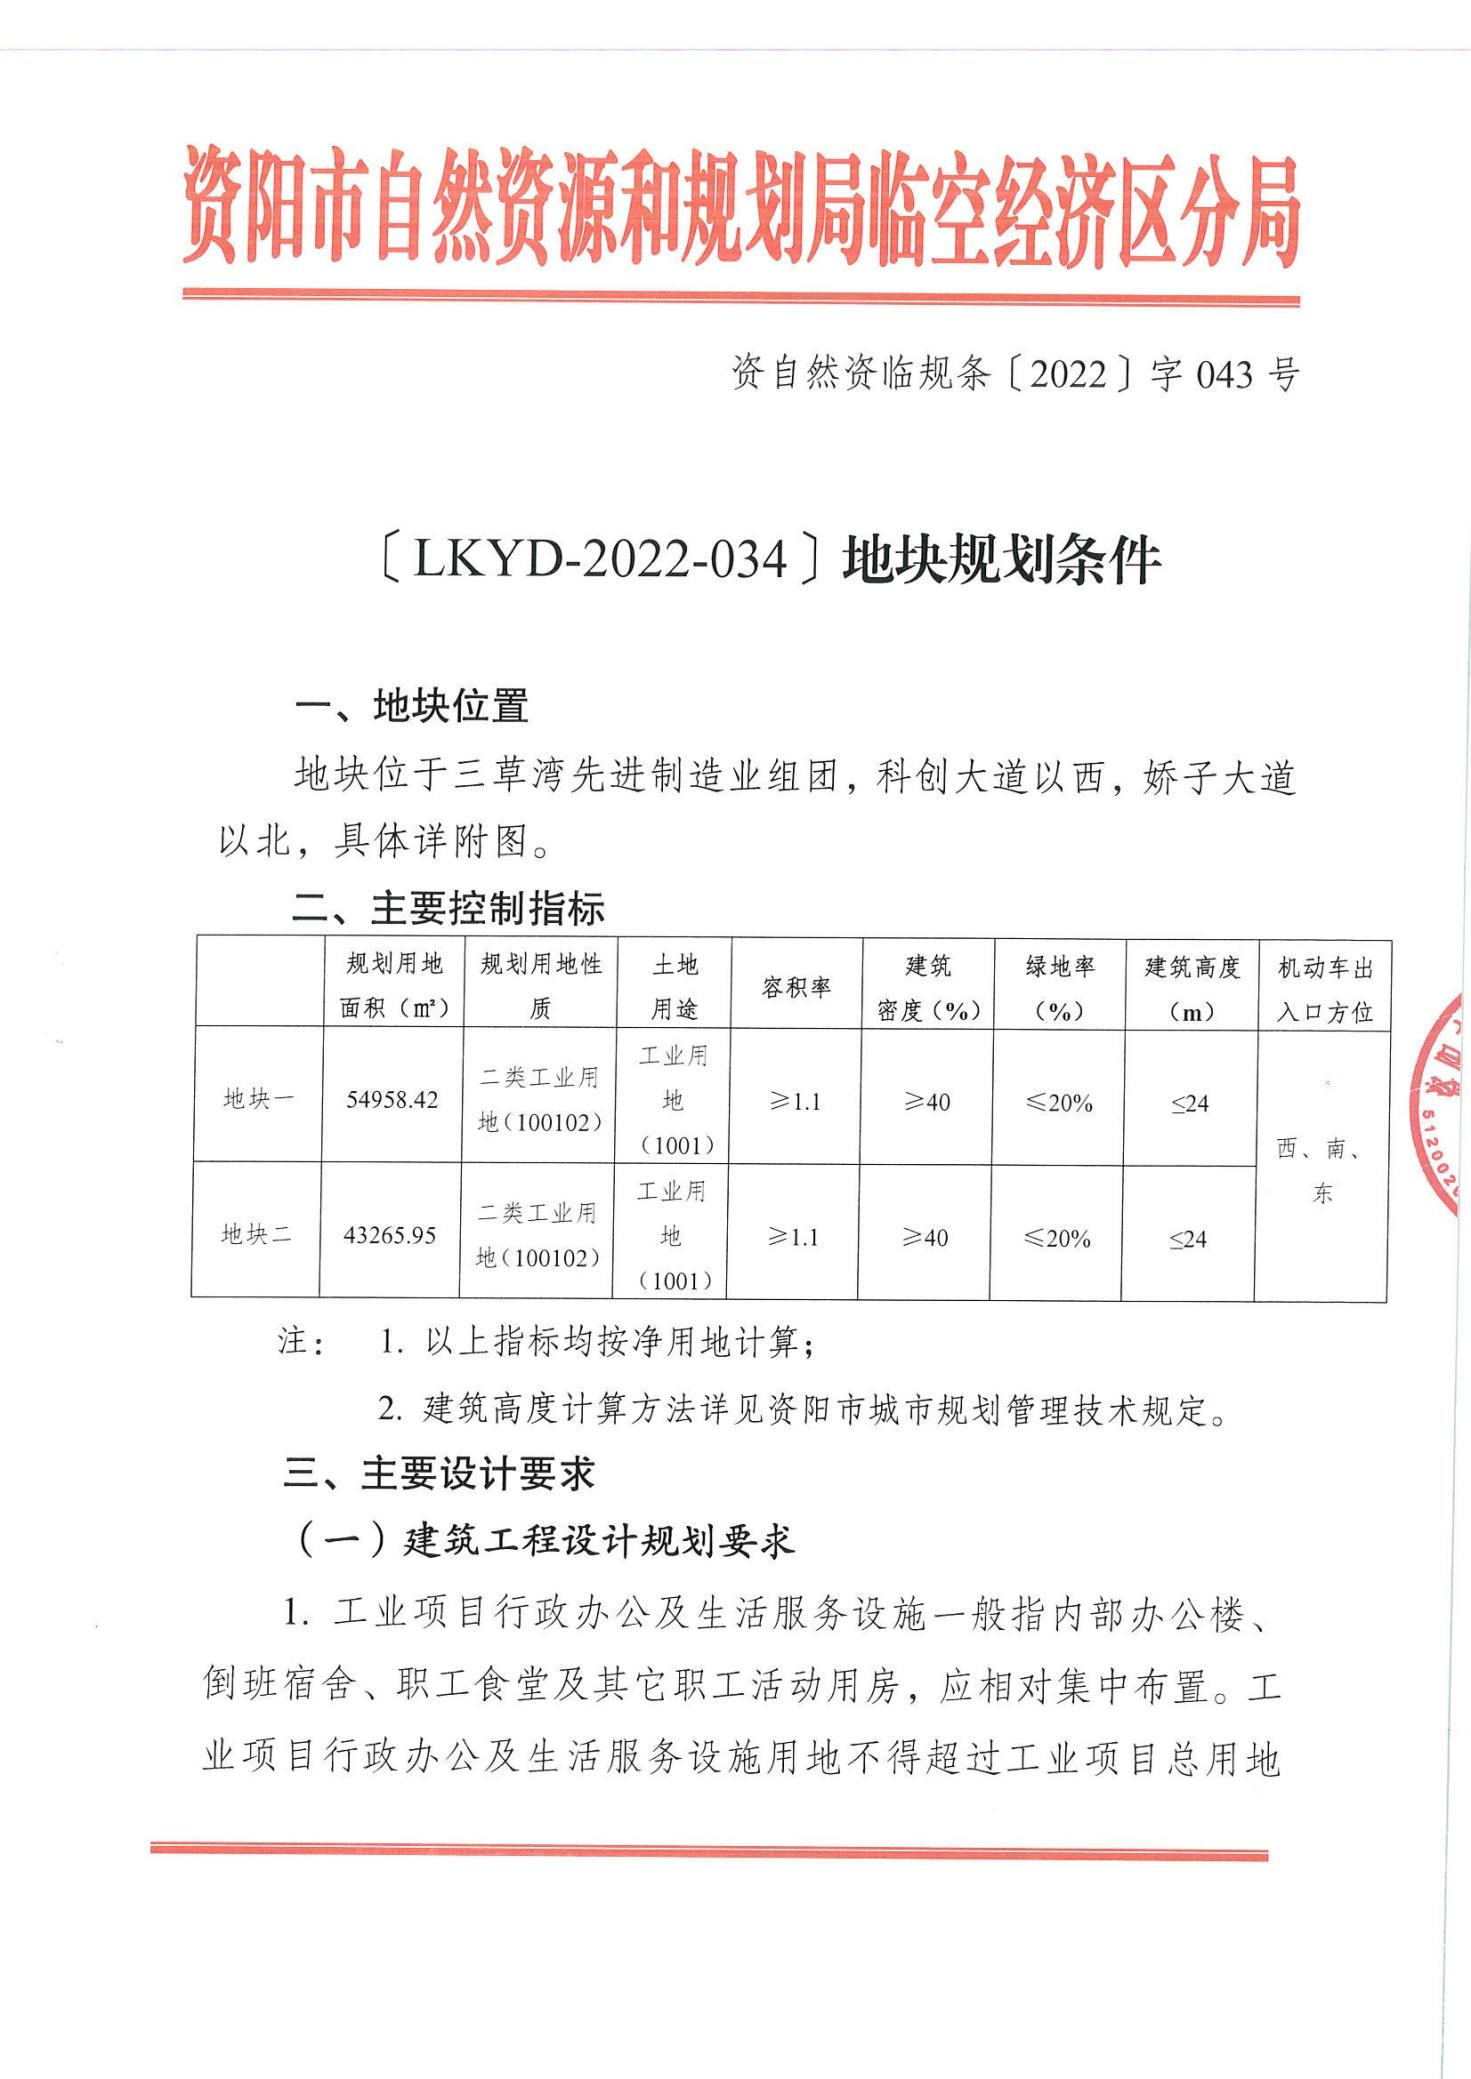 资阳市自然资源和规划局临空经济区分局
资自然资临规条〔2022〕字 043 号
〔LKYD-2022-034〕地块规划条件
一、地块位置
地块位于三草湾先进制造业组团，科创大道以西，娇子大道
以北，具体详附图。
二、主要控制指标
规划用地 规划用地性 土地 容积率 建筑 绿地率 建筑高度 机动车出
面积（㎡） 质 用途 密度（%） （%） （m） 入口方位
地块一 54958.42 二类工业用 工业用 ≥1.1 ≥40 ≤20% ≤24 西、南、
地（100102） 地 东
（1001）
地块二 43265.95 二类工业用 工业用 ≥1.1 ≥40 ≤20% ≤24
地（100102） 地
（1001）
注： 1. 以上指标均按净用地计算；
2. 建筑高度计算方法详见资阳市城市规划管理技术规定。
三、主要设计要求
（一）建筑工程设计规划要求
1. 工业项目行政办公及生活服务设施一般指内部办公楼、
倒班宿舍、职工食堂及其它职工活动用房，应相对集中布置。工
业项目行政办公及生活服务设施用地不得超过工业项目总用地
资阳
512002